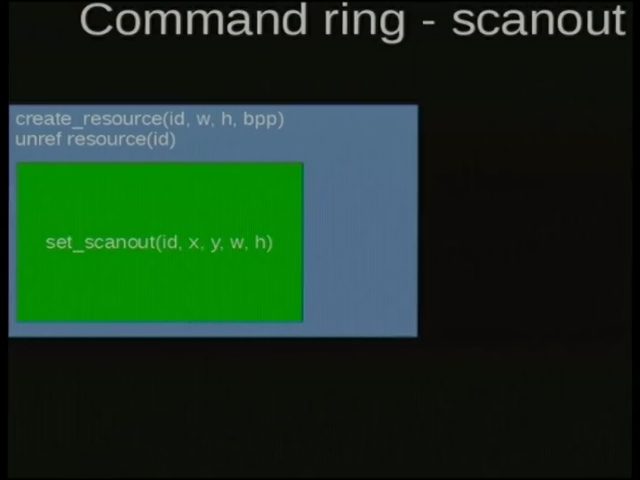 Command ring - scanout
create_resource(id, w, h, bpp)
unref resource(id)
set_scanout(id, x, y, w, h)